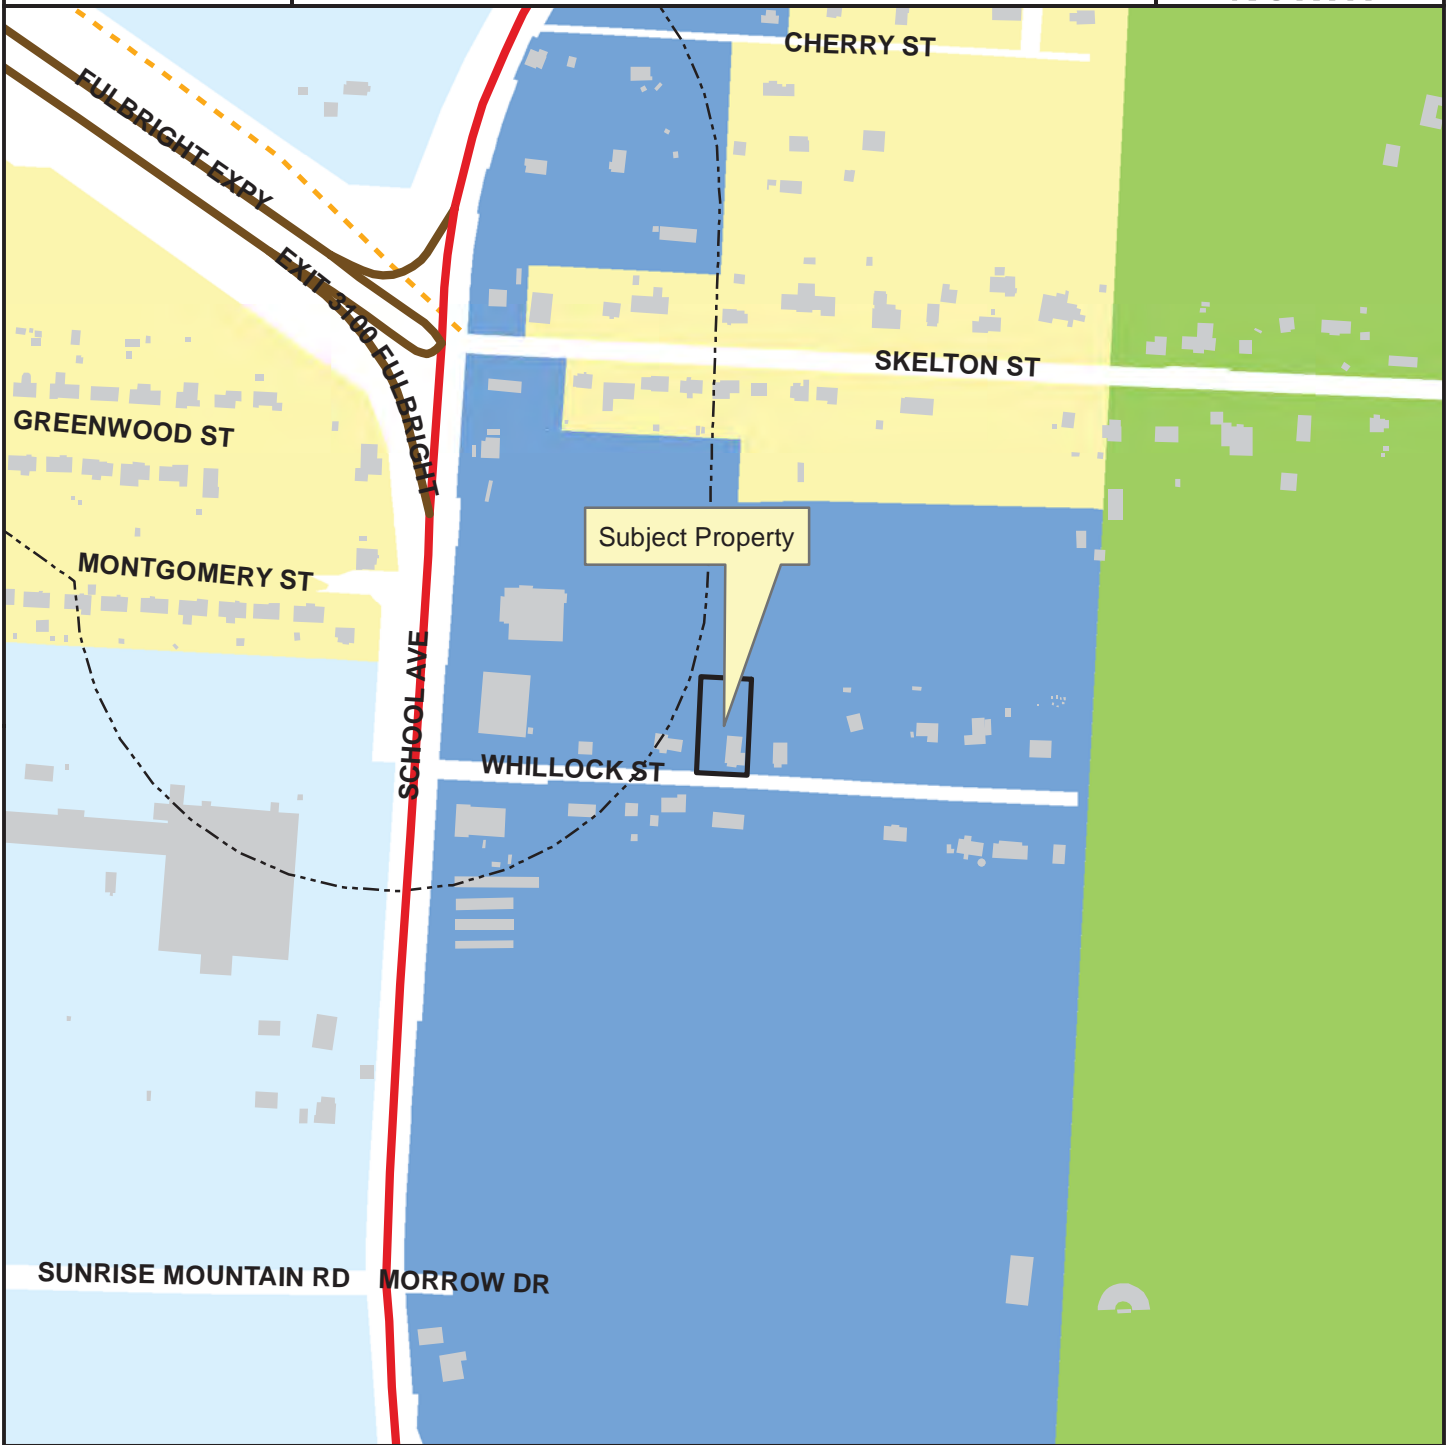 CHERRY ST
FULBRIGHT EXPY
EXIT 3100 FULBRIGHT
SKELTON ST
GREENWOOD ST
Subject Property
MONTGOMERY ST
SCHOOL AVE
WHILLOCK ST
SUNRISE MOUNTAIN RD
MORROW DR